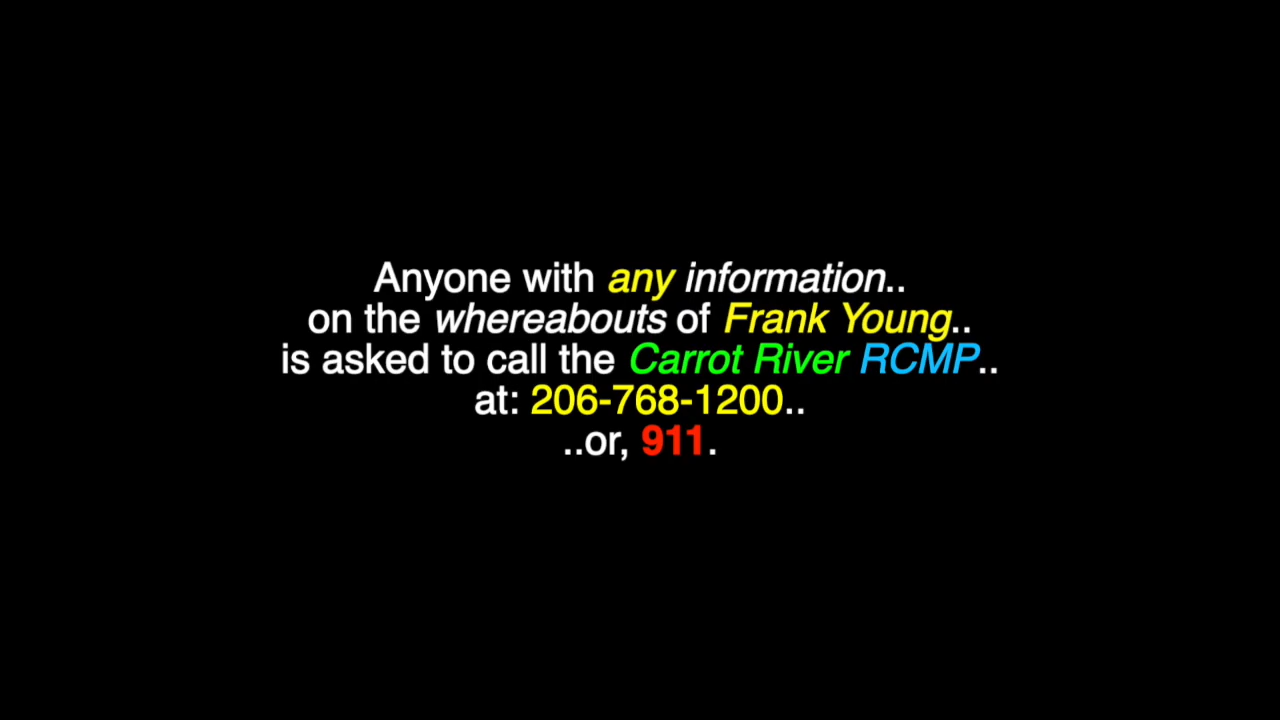 Anyone with any information..
on the whereabouts of Frank Young..
is asked to call the Carrot River RCMP..
at: 206-768-1200..
..or, 911.